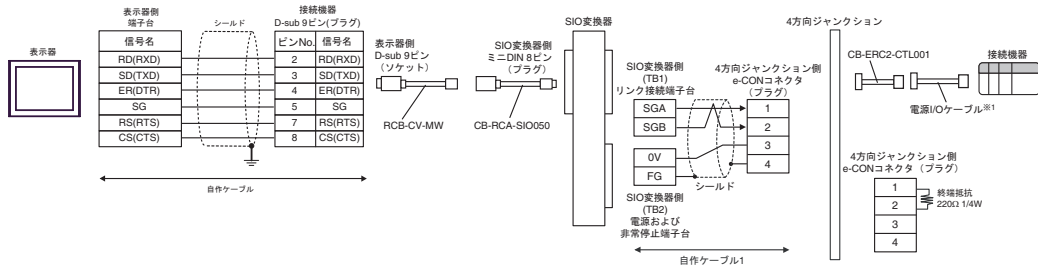 表示器
表示器側
端子台
信号名
RD(RXD)
SD(TXD)
ER(DTR)
SG
RS(RTS)
CS(CTS)
シールド
接続機器
D-sub 9ピン(プラグ)
ピンNo. 信号名
2 RD(RXD)
3 SD(TXD)
4 ER(DTR)
5 SG
7 RS(RTS)
8 CS(CTS)
自作ケーブル
表示器側
D-sub 9ピン
(ソケット)
RCB-CV-MW
SIO変換器側
ミニDIN 8ピン
(プラグ)
CB-RCA-SIO050
SIO変換器
SIO変換器側
(TB1)
リンク接続端子台
SGA
SGB
0V
FG
SIO変換器側
(TB2)
電源および
非常停止端子台
シールド
4方向ジャンクション側
e-CONコネクタ
(プラグ)
1
2
3
4
自作ケーブル1
4方向ジャンクション
CB-ERC2-CTL001
電源I/Oケーブル※1
接続機器
4方向ジャンクション側
e-CONコネクタ(プラグ)
1
2
3
4
終端抵抗
220Ω 1/4W